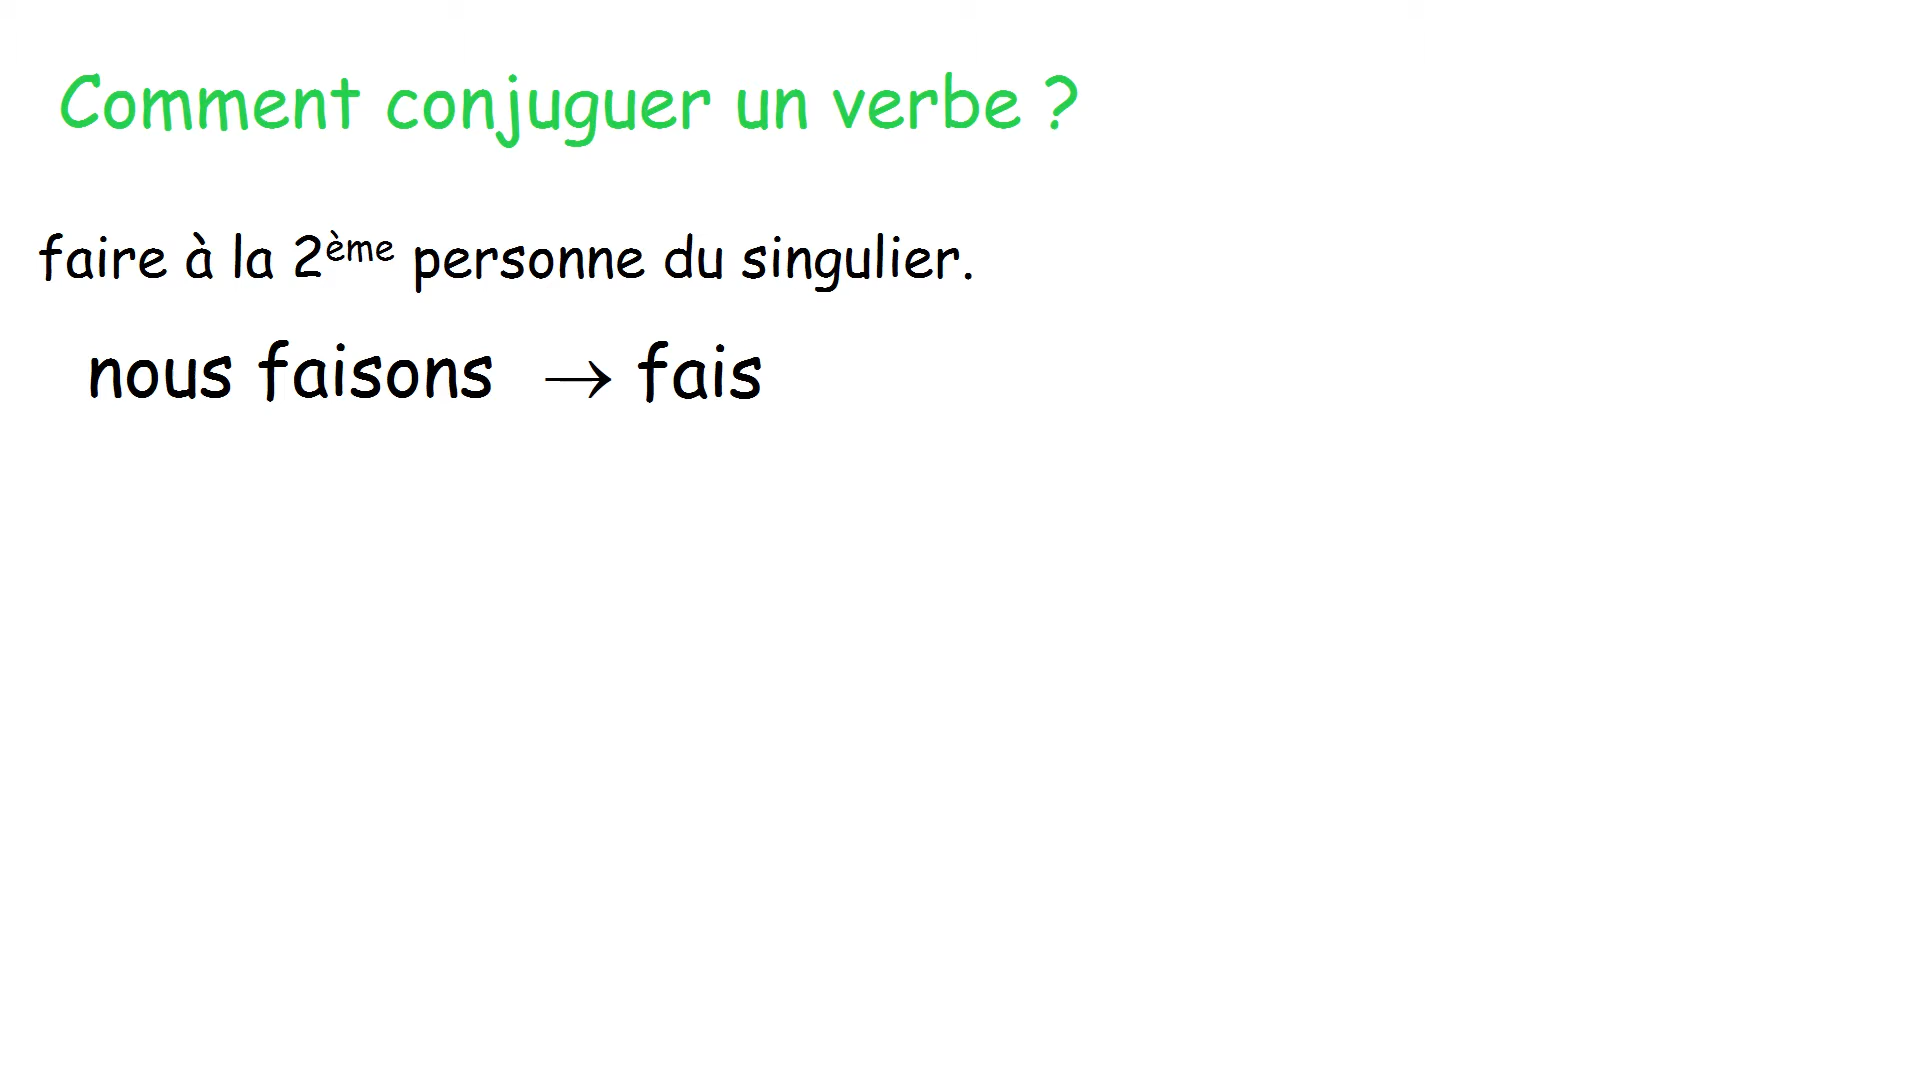 Comment conjuguer un verbe ?
faire à la 2ème personne du singulier.
nous faisons → fais